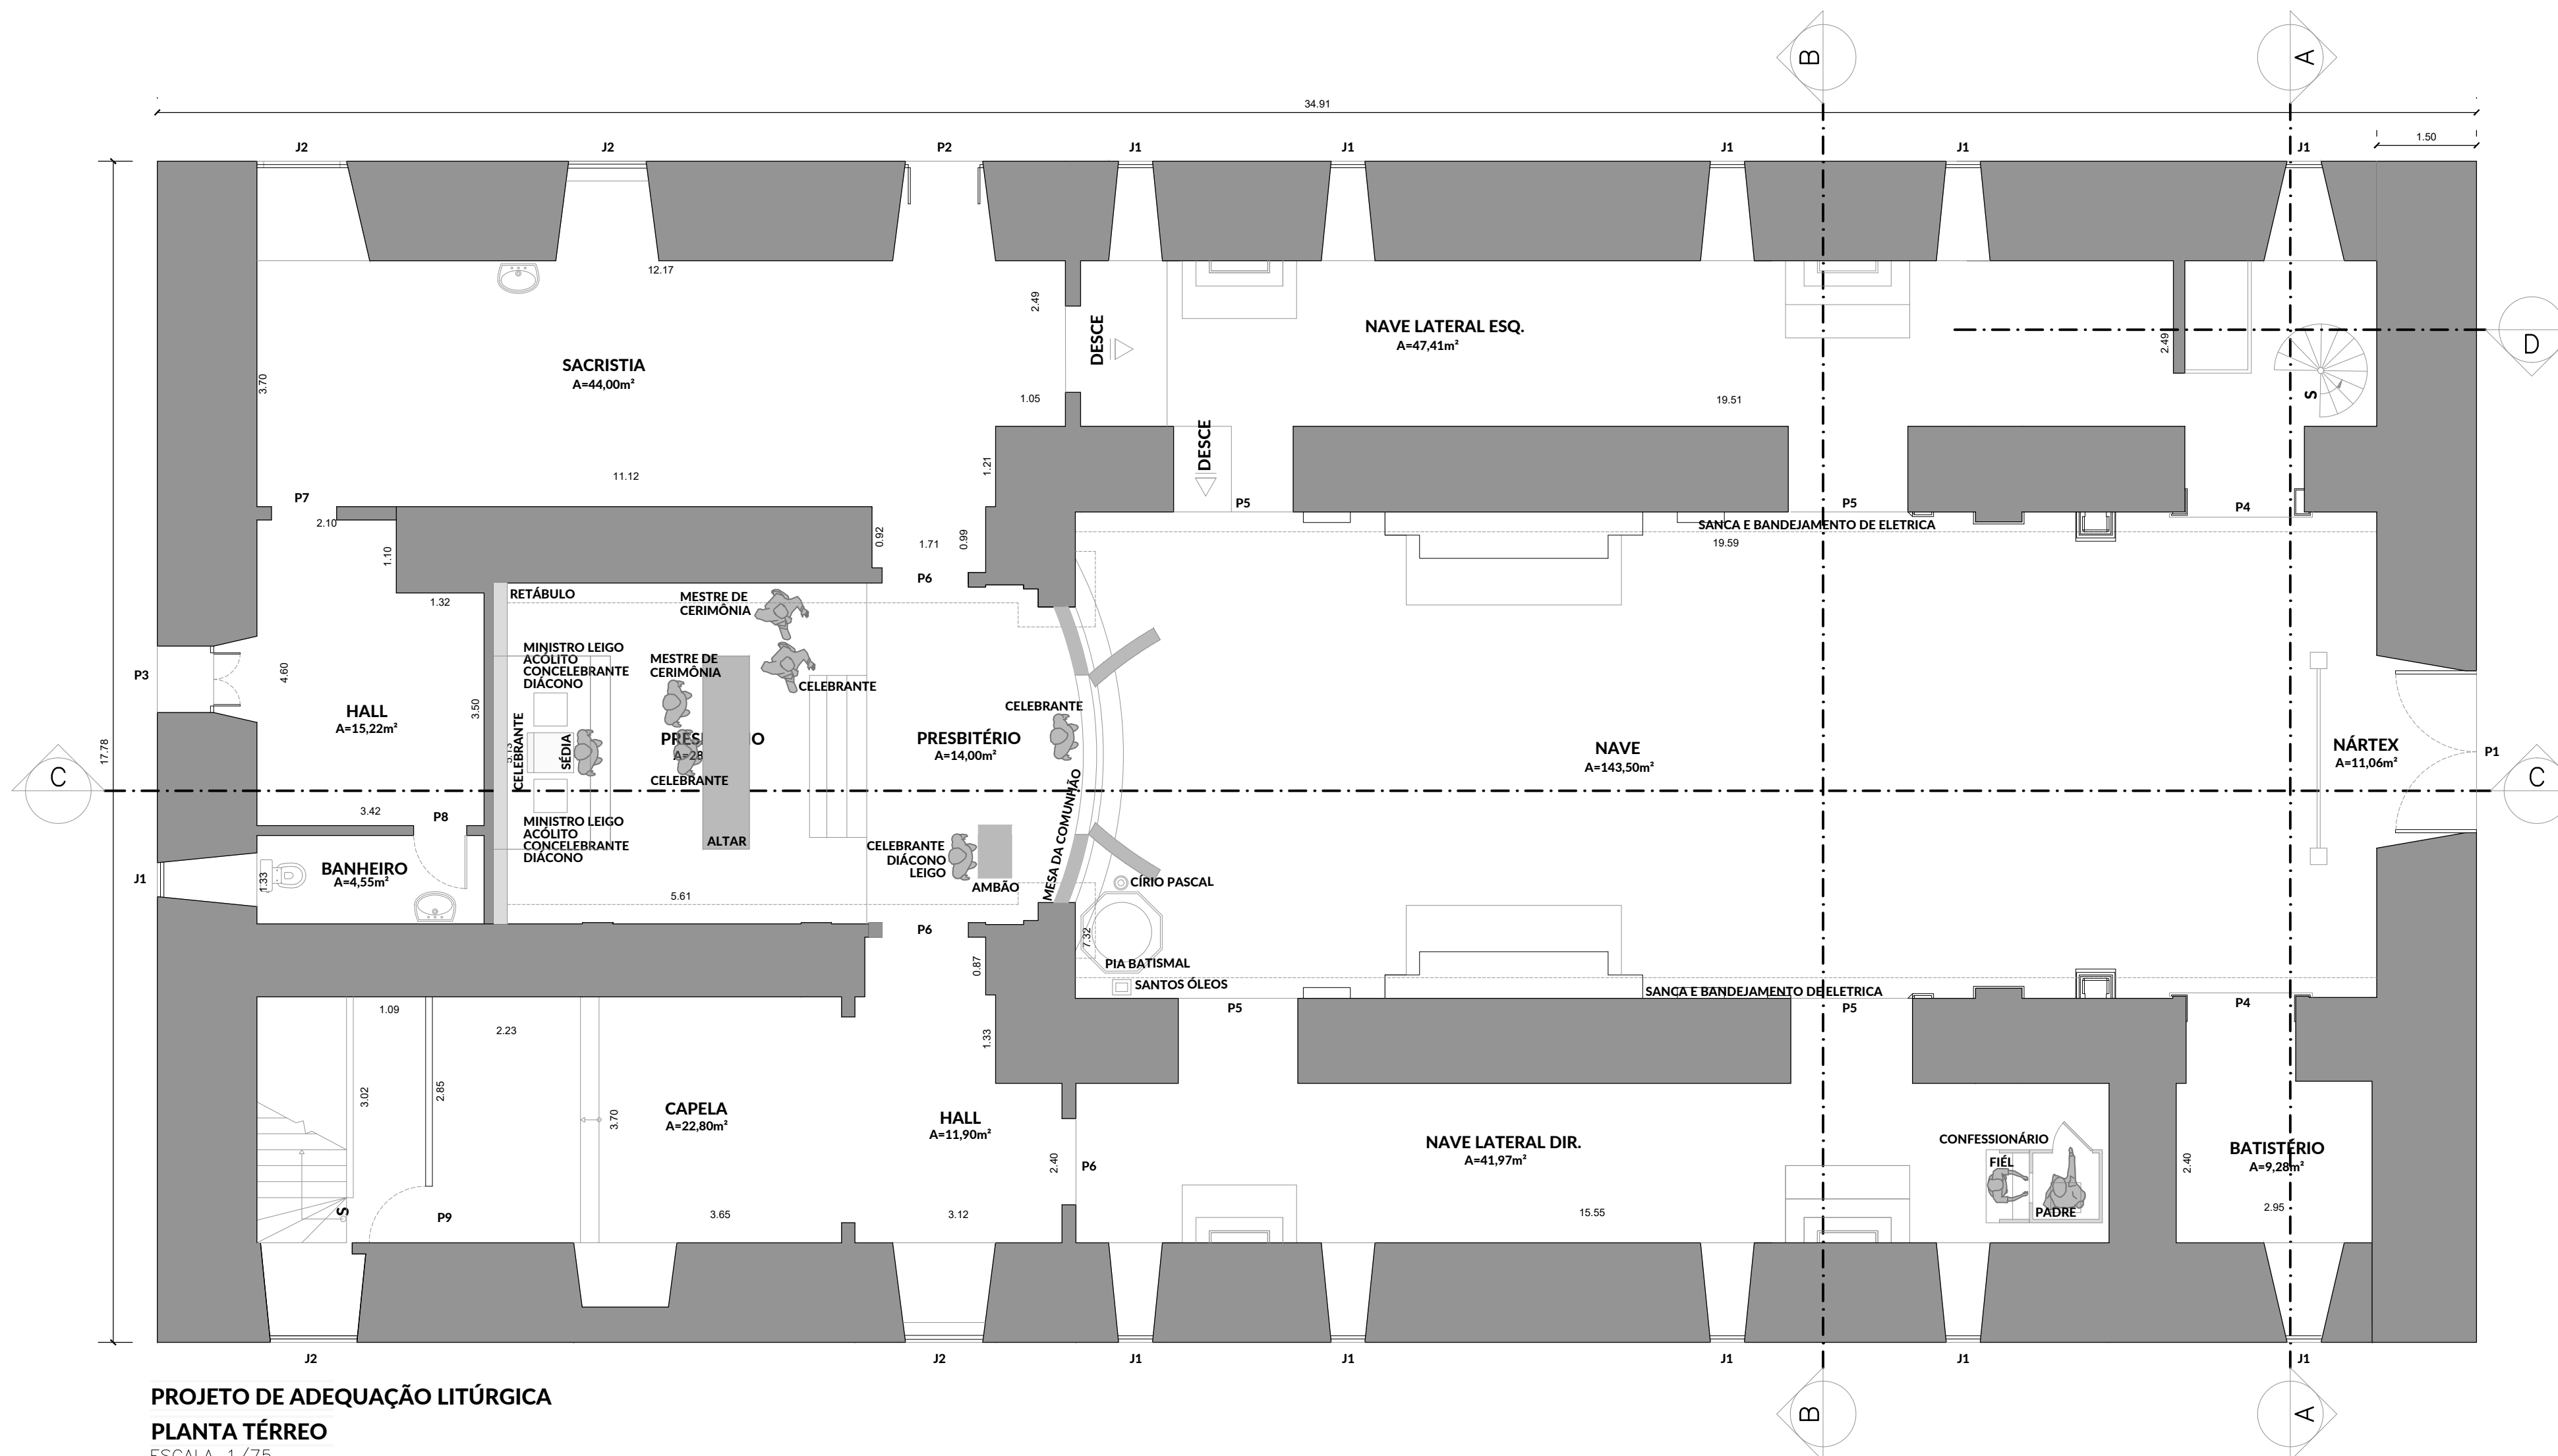 B
A
34.91
1.50
J2
J2
P2
J1
J1
J1
J1
J1
12.17
2.49
DESCE
NAVE LATERAL ESQ.
A=47,41m²
2.49
D
SACRISTIA
A=44,00m²
3.70
1.05
19.51
S
DESCE
1.21
11.12
P7
2.10
P5
P5
P4
SANCA E BANDEJAMENTO DE ELETRICA
19.59
0.92
1.71
0.99
1.10
P6
1.32
RETÁBULO
MESTRE DE
CERIMÔNIA
MINISTRO LEIGO
ACÓLITO
CONCELEBRANTE
DIÁCONO
MESTRE DE
CERIMÔNIA
CELEBRANTE
P3
4.60
3.50
HALL
A=15,22m²
CELEBRANTE
SÉDIA
CELEBRANTE
CELEBRANTE
PRESBITÉRIO
A=14,00m²
NAVE
A=143,50m²
NÁRTEX
A=11,06m²
P1
17.78
C
C
3.42
P8
MINISTRO LEIGO
ACÓLITO
CONCELEBRANTE
DIÁCONO
ALTAR
CELEBRANTE
DIÁCONO
LEIGO
AMBÃO
MESA DA COMUNHÃO
CÍRIO PASCAL
J1
BANHEIRO
A=4,55m²
1.33
5.61
P6
7.32
0.87
PIA BATISMAL
SANTOS ÓLEOS
SANCA E BANDEJAMENTO DE ELETRICA
P5
P5
P4
1.09
2.23
1.33
3.02
2.85
3.70
CAPELA
A=22,80m²
HALL
A=11,90m²
2.40
P6
NAVE LATERAL DIR.
A=41,97m²
CONFESSIONÁRIO
FIÉL
PADRE
BATISTÉRIO
A=9,28m²
2.40
2.95
S
P9
3.65
3.12
15.55
J2
J2
J1
J1
J1
J1
J1
PROJETO DE ADEQUAÇÃO LITÚRGICA
PLANTA TÉRREO
ESCALA 1/75
B
A